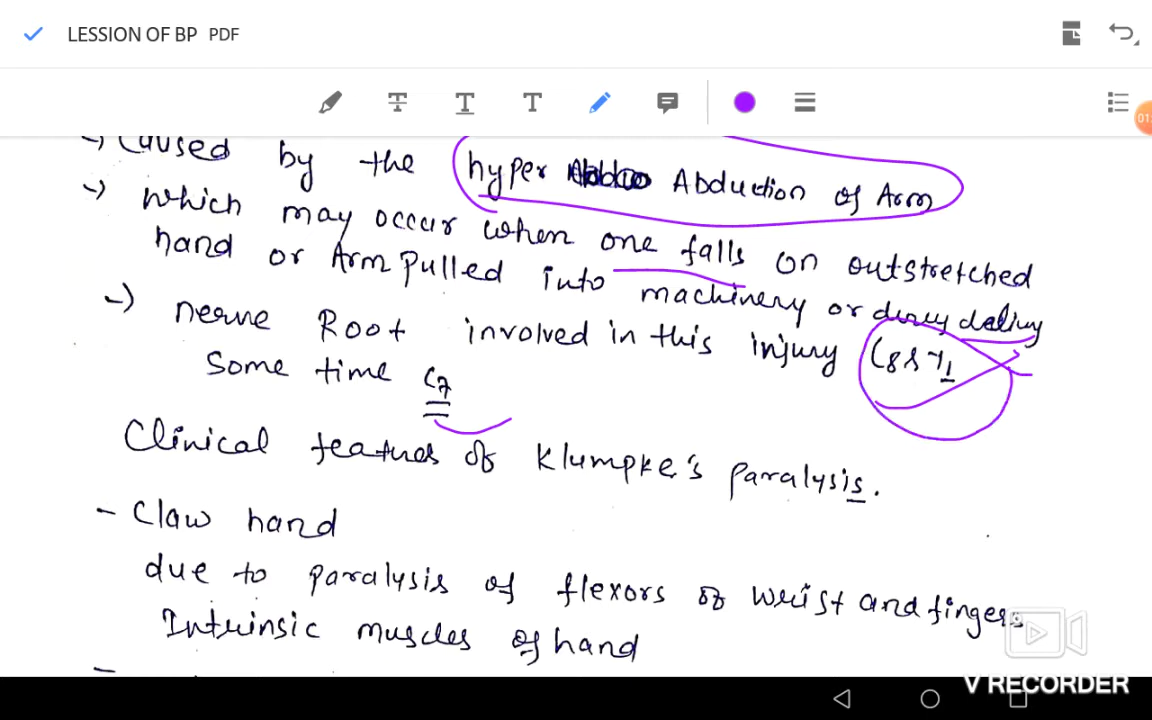 LESSION OF BP PDF
01:
→ Caused by the hyper Abduction of Arm
→ which may occur when one falls on outstretched
hand or Arm pulled into machinery or
→ nerve Root involved in this injury C8 & T1
Some time C7
Clinical features of Klumpke's paralysis.
- Claw hand
due to paralysis of flexors of wrist and fingers
Intrinsic muscles of hand
V RECORDER